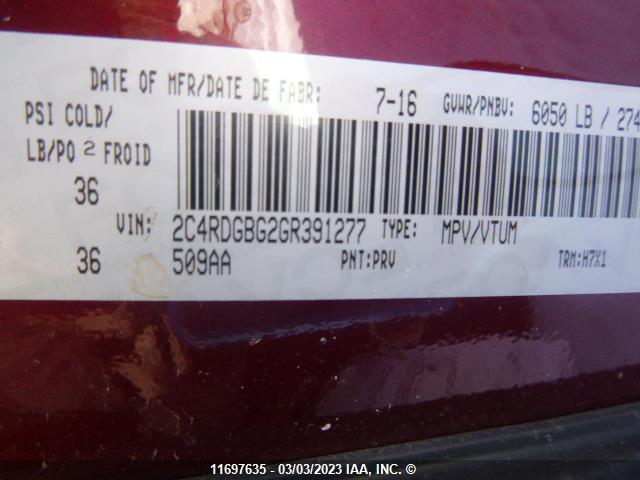 DATE OF MFR/DATE DE FABR: 7-16 GVWR/PNBV: 6050 LB / 274
PSI COLD/
LB/PO 2 FROID
36
VIN: 2C4RDGBG2GR391277 TYPE: MPV/VTUM
36 509AA PNT:PRV TRM:H7X1
11697635 - 03/03/2023 IAA, INC. ©